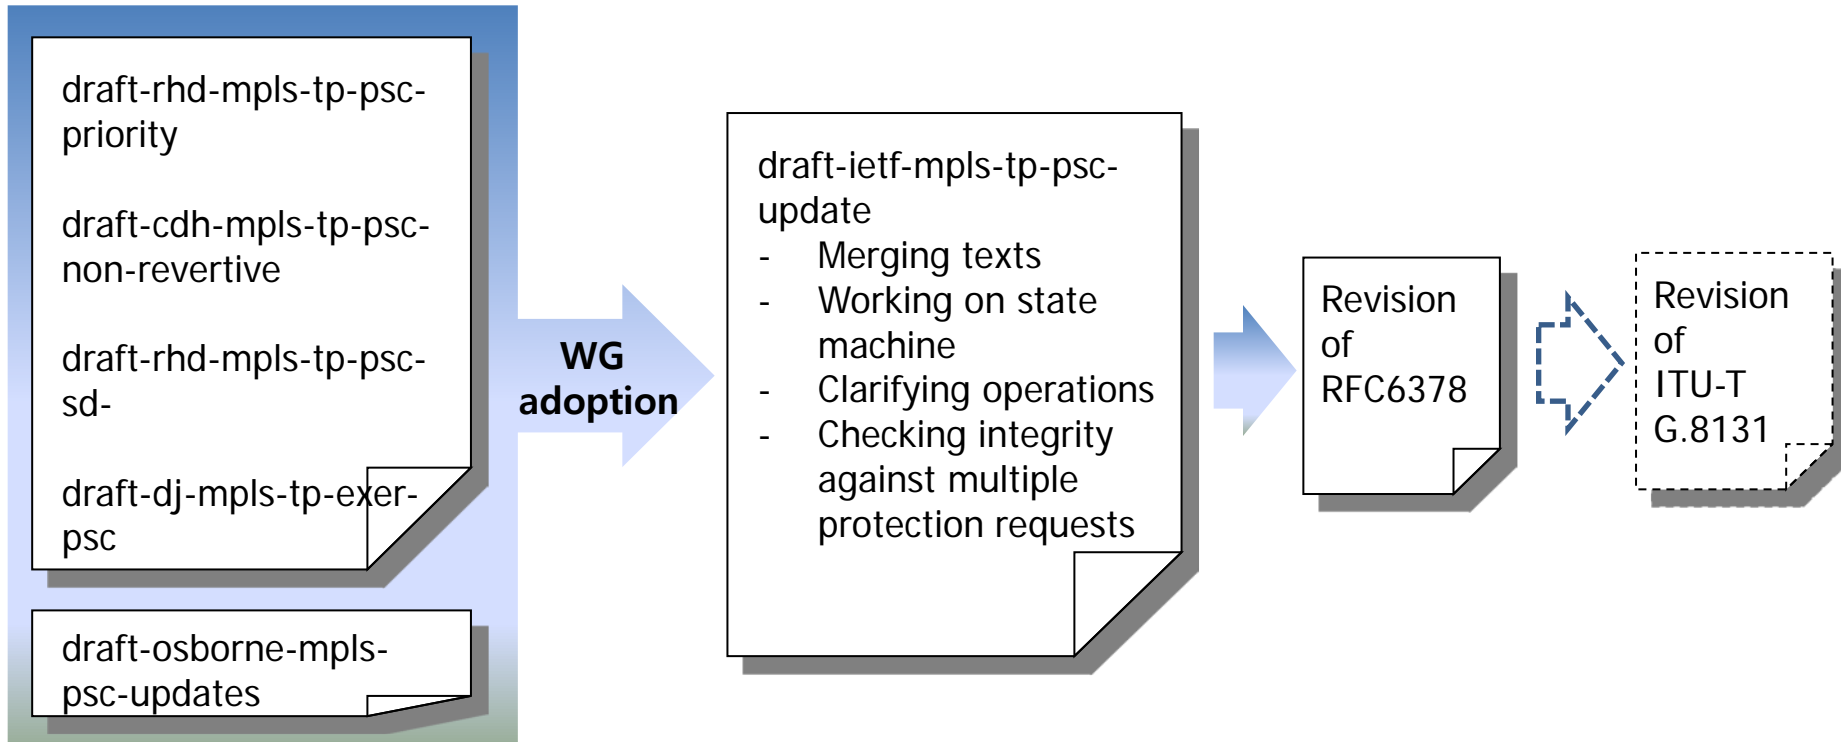 draft-rhd-mpls-tp-psc-
priority
draft-cdh-mpls-tp-psc-
non-revertive
draft-rhd-mpls-tp-psc-
sd-
draft-dj-mpls-tp-exer-
psc
draft-osborne-mpls-
psc-updates
WG
adoption
draft-ietf-mpls-tp-psc-
update
- Merging texts
- Working on state
machine
- Clarifying operations
- Checking integrity
against multiple
protection requests
Revision
of
RFC6378
Revision
of
ITU-T
G.8131